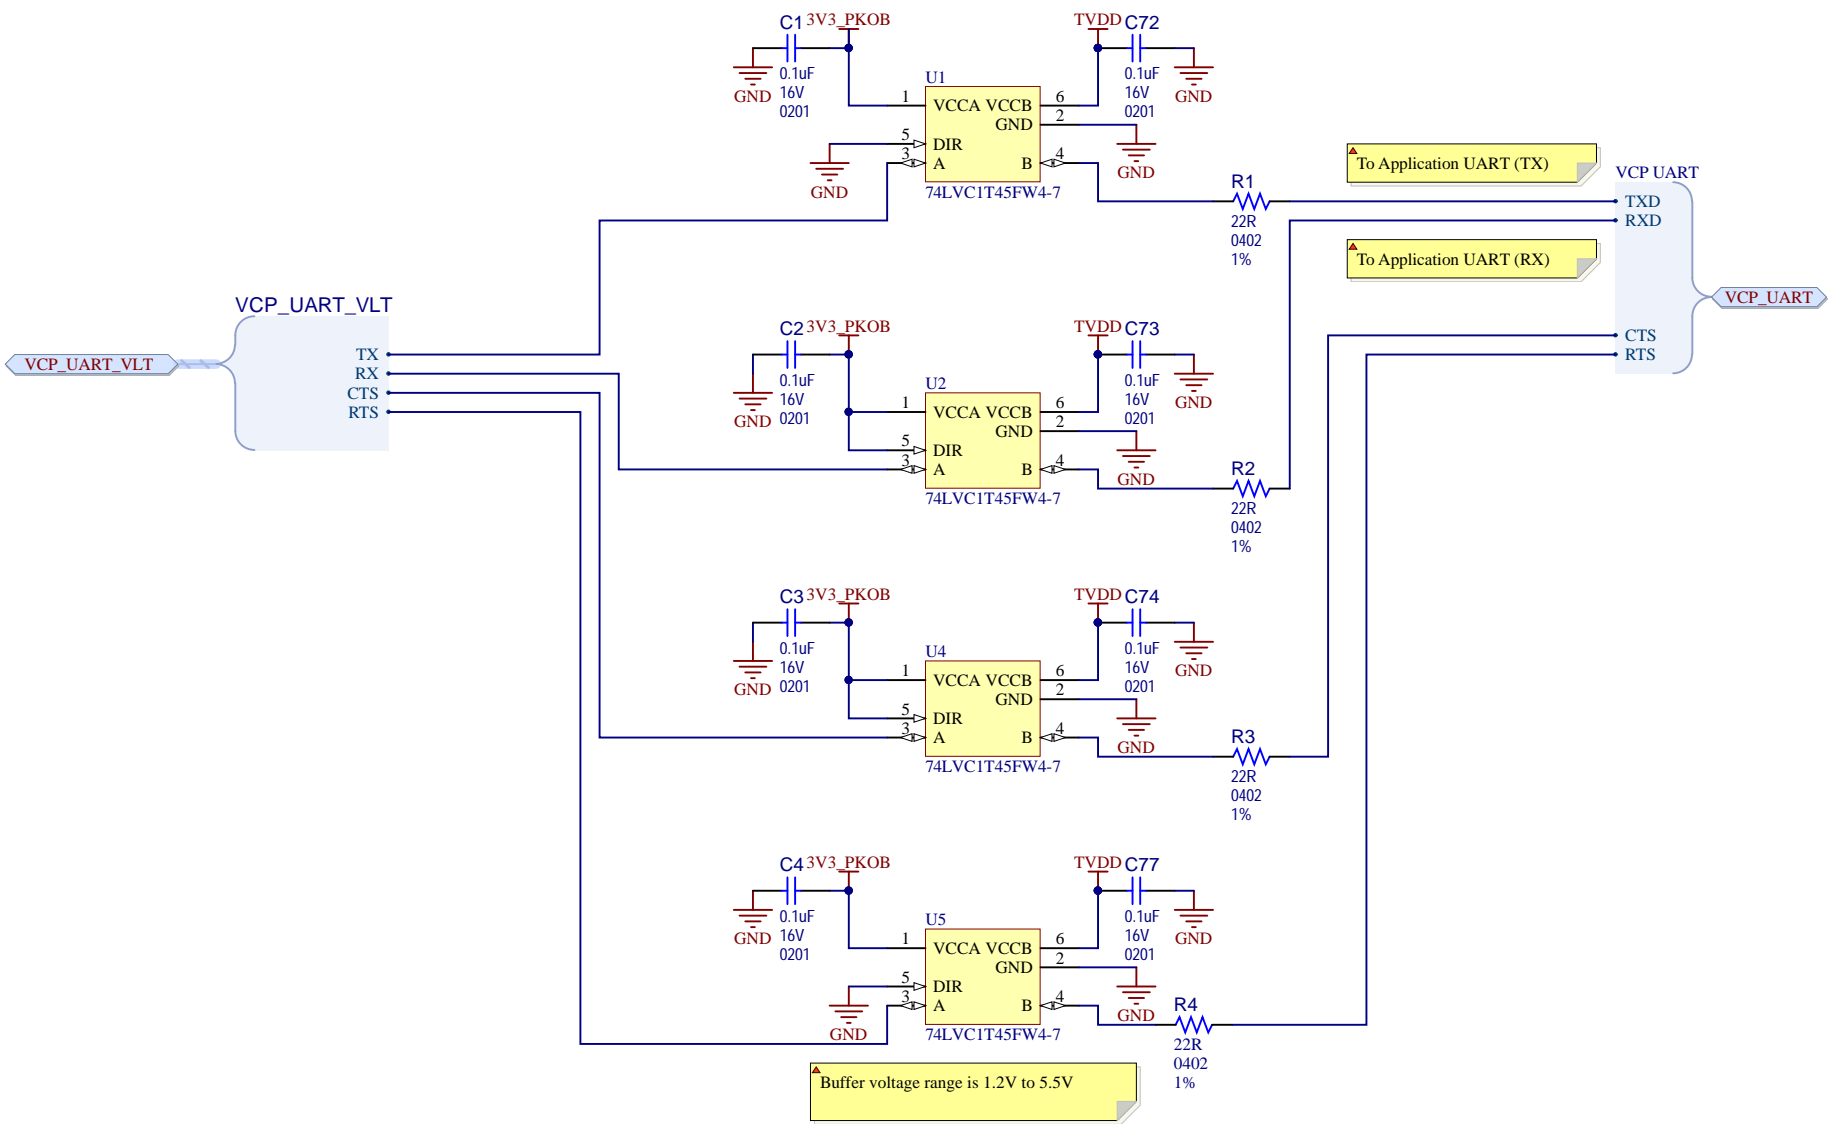 C1 3V3_PKOB
0.1uF
16V
0201
GND
TVDD C72
0.1uF
16V
0201
GND
U1
1 VCCA VCCB 6
GND 2
5 DIR
3 A B 4
74LVC1T45FW4-7
GND
GND
R1
22R
0402
1%
To Application UART (TX)
To Application UART (RX)
VCP UART
TXD
RXD
CTS
RTS
VCP_UART
VCP_UART_VLT
VCP_UART_VLT
TX
RX
CTS
RTS
C2 3V3_PKOB
0.1uF
16V
0201
GND
TVDD C73
0.1uF
16V
0201
GND
U2
1 VCCA VCCB 6
GND 2
5 DIR
3 A B 4
74LVC1T45FW4-7
GND
R2
22R
0402
1%
C3 3V3_PKOB
0.1uF
16V
0201
GND
TVDD C74
0.1uF
16V
0201
GND
U4
1 VCCA VCCB 6
GND 2
5 DIR
3 A B 4
74LVC1T45FW4-7
GND
R3
22R
0402
1%
C4 3V3_PKOB
0.1uF
16V
0201
GND
TVDD C77
0.1uF
16V
0201
GND
U5
1 VCCA VCCB 6
GND 2
5 DIR
3 A B 4
74LVC1T45FW4-7
GND
GND
R4
22R
0402
1%
Buffer voltage range is 1.2V to 5.5V